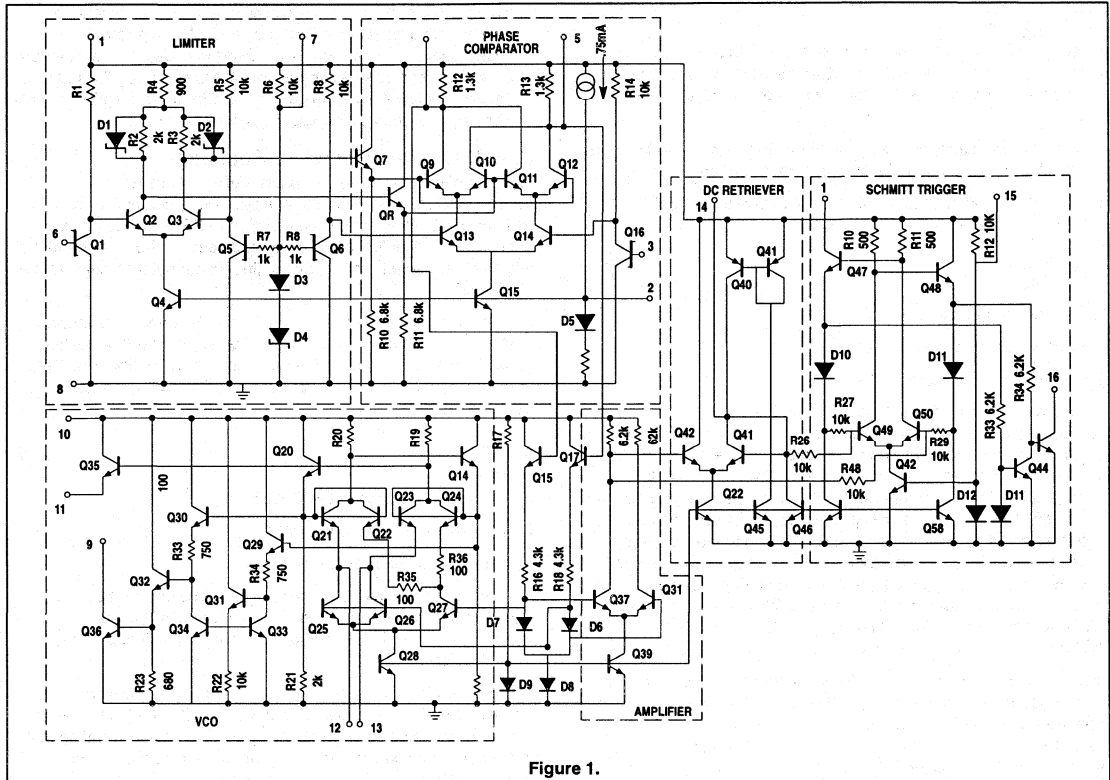 1
LIMITER
7
PHASE
COMPARATOR
5
.75mA
R1
R4
900
R5
10k
R6
10k
R8
10k
R12
1.3k
R13
1.3k
R14
10k
D1
R2
2k
R3
2k
D2
Q7
Q9
Q10
Q11
Q12
QR
6
Q1
Q2
Q3
Q5
R7
1k
R8
1k
Q6
Q13
Q14
Q16
3
Q4
D3
D4
R10 6.8k
R11 6.8k
Q15
2
D5
8
DC RETRIEVER
14
SCHMITT TRIGGER
1
15
Q41
Q40
R10
500
R11
500
R12 10K
Q47
Q48
D10
D11
R34 6.2K
R33 6.2K
16
R27
10k
Q49
Q50
R29
10k
Q42
Q41
R26
10k
R48
10k
Q42
Q44
D12
D11
Q22
Q45
Q46
Q58
10
R20
R19
R17
6.2k
62k
Q35
100
Q20
Q14
Q15
Q17
11
Q30
Q21
Q22
Q23
Q24
9
R33
750
Q29
R34
750
R36
100
R35
100
R16 4.3k
R18 4.3k
Q32
Q31
Q25
Q26
Q27
Q37
Q31
D7
D6
Q36
Q34
Q33
Q28
Q39
R23
680
R22
10k
R21
2k
D9
D8
VCO
12
13
AMPLIFIER
Figure 1.